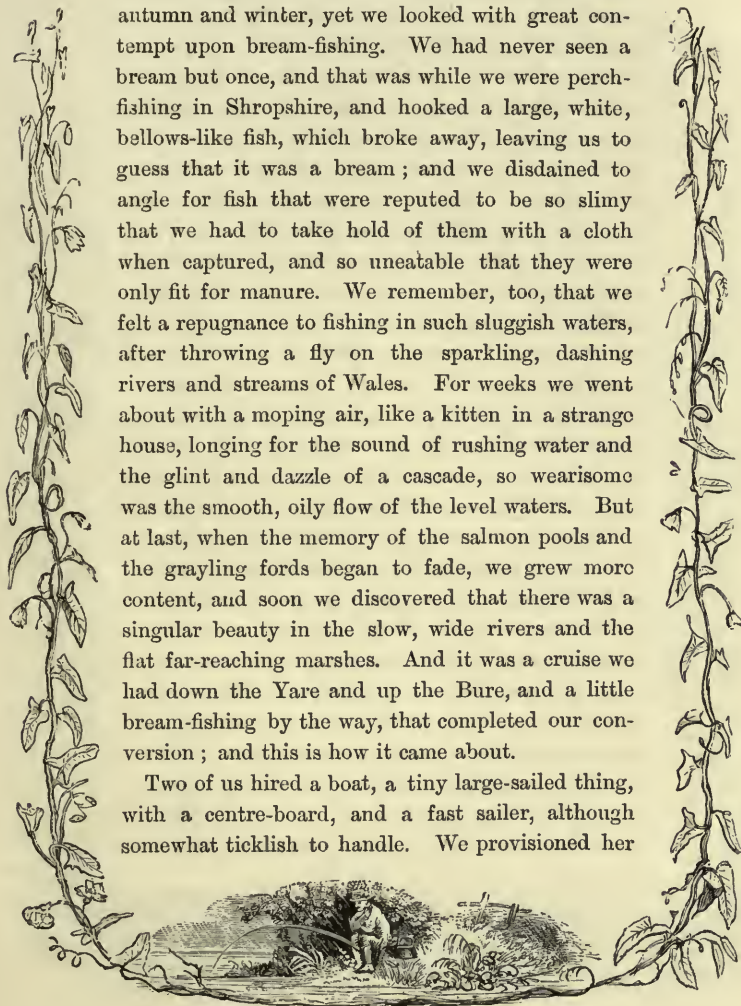 autumn and winter, yet we looked with great con-
tempt upon bream-fishing. We had never seen a
bream but once, and that was while we were perch-
fishing in Shropshire, and hooked a large, white,
bellows-like fish, which broke away, leaving us to
guess that it was a bream ; and we disdained to
angle for fish that were reputed to be so slimy
that we had to take hold of them with a cloth
when captured, and so uneatable that they were
only fit for manure. We remember, too, that we
felt a repugnance to fishing in such sluggish waters,
after throwing a fly on the sparkling, dashing
rivers and streams of Wales. For weeks we went
about with a moping air, like a kitten in a strange
house, longing for the sound of rushing water and
the glint and dazzle of a cascade, so wearisome
was the smooth, oily flow of the level waters. But
at last, when the memory of the salmon pools and
the grayling fords began to fade, we grew more
content, and soon we discovered that there was a
singular beauty in the slow, wide rivers and the
flat far-reaching marshes. And it was a cruise we
had down the Yare and up the Bure, and a little
bream-fishing by the way, that completed our con-
version ; and this is how it came about.
Two of us hired a boat, a tiny large-sailed thing,
with a centre-board, and a fast sailer, although
somewhat ticklish to handle. We provisioned her